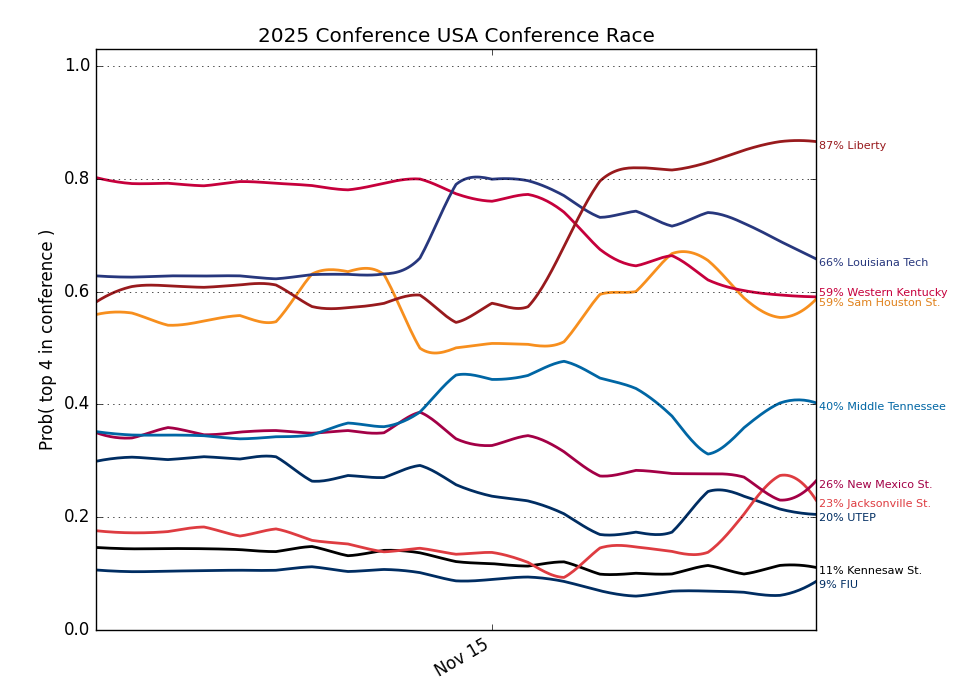 2025 Conference USA Conference Race
Prob( top 4 in conference )
1.0
0.8
0.6
0.4
0.2
0.0
Nov 15
87% Liberty
66% Louisiana Tech
59% Western Kentucky
59% Sam Houston St.
40% Middle Tennessee
26% New Mexico St.
23% Jacksonville St.
20% UTEP
11% Kennesaw St.
9% FIU